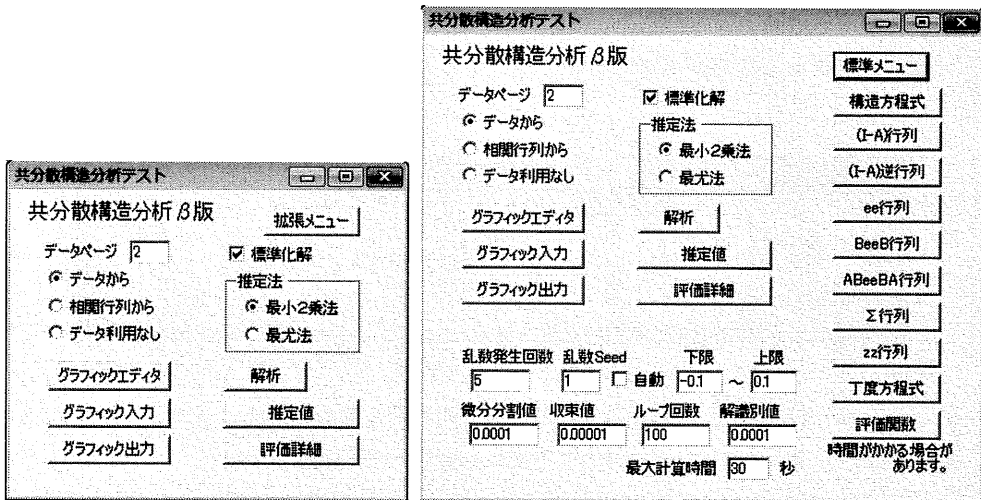 共分散構造分析テスト
共分散構造分析β版
拡張メニュー
データページ 2
標準化解
データから
相関行列から
データ利用なし
推定法
最小2乗法
最尤法
グラフィックエディタ
解析
グラフィック入力
推定値
グラフィック出力
評価詳細
共分散構造分析テスト
共分散構造分析β版
標準メニュー
データページ 2
標準化解
データから
相関行列から
データ利用なし
推定法
最小2乗法
最尤法
グラフィックエディタ
解析
グラフィック入力
推定値
グラフィック出力
評価詳細
構造方程式
(I-A)行列
(I-A)逆行列
ee行列
BeeB行列
ABeeBA行列
Σ行列
zz行列
丁度方程式
評価関数
時間がかかる場合が
あります。
乱数発生回数 乱数Seed 下限 上限
5 1 自動 -0.1 ～ 0.1
微分分割値 収束値 ループ回数 解識別値
0.0001 0.00001 100 0.0001
最大計算時間 30 秒